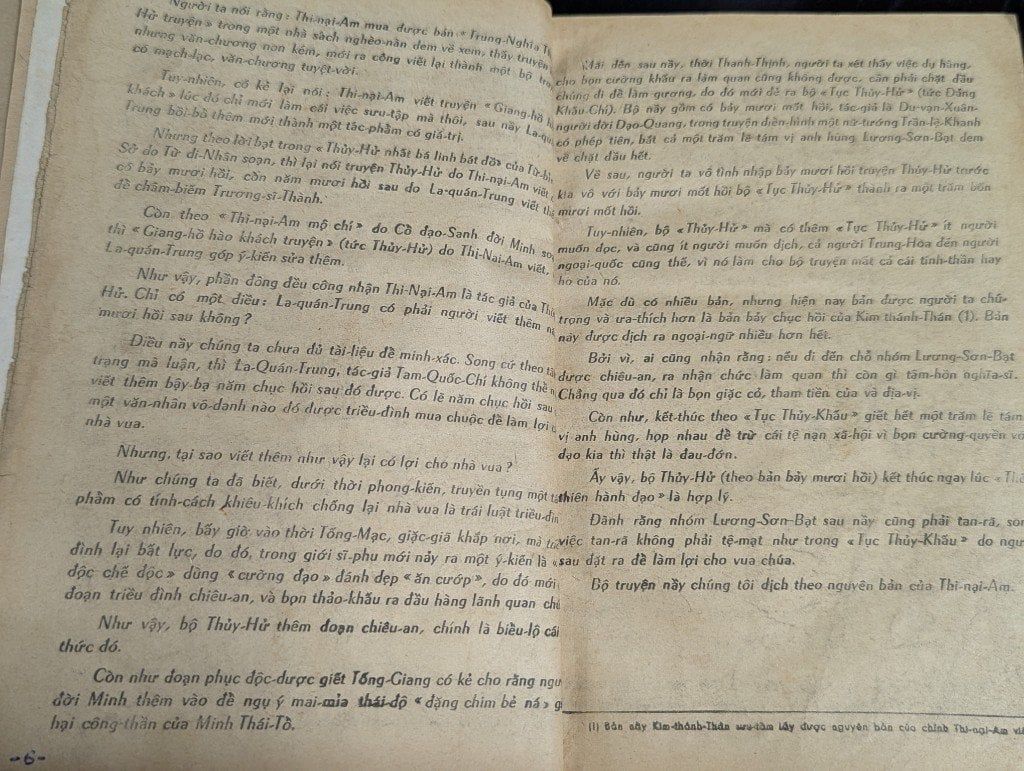 Người ta nói rằng: Thi-nại-Am mua được bản «Trung-Nghĩa
Hử truyện» trong một nhà sách nghèo-nàn đem về xem, thấy truyện
nhưng văn-chương non kém, mới ra công viết lại thành một bộ
có mạch-lạc, văn-chương tuyệt-vời.
Tuy-nhiên, có kẻ lại nói: Thi-nại-Am viết truyện «Giang-hồ
khách» lúc đó chỉ mới làm cái việc sưu-tập mà thôi, sau này La-
Trung hồi-bô thêm mới thành một tác-phẩm có giá-trị.
Nhưng theo lời bạt trong «Thủy-Hử nhất bá linh bát đồ» của
Sở do Từ di-Nhân soạn, thì lại nói truyện Thủy-Hử do Thi-nại-Am viết
có bảy mươi hồi, còn năm mươi hồi sau do La-quán-Trung viết
để châm-biếm Trương-sĩ-Thành.
Còn theo «Thi-nại-Am mộ chí» do Cố đạo-Sanh đời Minh
thì «Giang-hồ hào khách truyện» (tức Thủy-Hử) do Thi-Nại-Am viết,
La-quán-Trung góp ý-kiến sửa thêm.
Như vậy, phần đông đều công nhận Thi-Nại-Am là tác giả của
Hử. Chỉ có một điều: La-quán-Trung có phải người viết thêm
mươi hồi sau không?
Điều này chúng ta chưa đủ tài-liệu để minh-xác. Song cứ theo
trạng mà luận, thì La-Quán-Trung, tác-giả Tam-Quốc-Chí không thể
viết thêm bậy-bạ năm chục hồi sau đó được. Có lẽ năm chục hồi sau
một văn-nhân vô-danh nào đó được triều-đình mua chuộc để làm lợi
nhà vua.
Nhưng, tại sao viết thêm như vậy lại có lợi cho nhà vua?
Như chúng ta đã biết, dưới thời phong-kiến, truyền tụng một
phẩm có tính-cách khiêu-khích chống lại nhà vua là trái luật
Tuy nhiên, bấy giờ vào thời Tống-Mạc, giặc-giã khắp nơi, mà
đình lại bất lực, do đó, trong giới sĩ-phu mới nảy ra một ý-kiến là
độc chế độc» dùng «cường đạo» đánh dẹp «ăn cướp», do đó mới
đoạn triều đình chiêu-an, và bọn thảo-khấu ra đầu hàng lãnh quan
Như vậy, bộ Thủy-Hử thêm đoạn chiêu-an, chính là biểu-lộ cái
thức đó.
Còn như đoạn phục độc-dược giết Tống-Giang có kẻ cho rằng
đời Minh thêm vào để ngụ ý mai-mỉa thái-độ «đặng chim bẻ ná»
hại công-thần của Minh Thái-Tổ.
-6-
Mãi đến sau nầy, thời Thanh-Thịnh, người ta xét thấy việc dụ hùng,
cho bọn cường khấu ra làm quan cũng không được, cần phải chặt đầu
chúng đi để làm gương, do đó mới đẻ ra bộ «Tục Thủy-Hử» (tức Đãng
Khấu-Chí). Bộ này gồm có bảy mươi mốt hồi, tác-giả là Du-vạn-Xuân-
người đời Đạo-Quang, trong truyện điển-hình một nữ-tướng Trần-lệ-Khanh
có phép tiên, bắt cả một trăm lẻ tám vị anh hùng Lương-Sơn-Bạt đem
về chặt đầu hết.
Về sau, người ta vô tình nhập bảy mươi hồi truyện Thủy-Hử trước
kia vô với bảy mươi mốt hồi bộ «Tục Thủy-Hử» thành ra một trăm bốn
mươi mốt hồi.
Tuy-nhiên, bộ «Thủy-Hử» mà có thêm «Tục Thủy-Hử» ít người
muốn đọc, và cũng ít người muốn dịch, cả người Trung-Hoa đến người
ngoại-quốc cũng thế, vì nó làm cho bộ truyện mất cả cái tinh-thần hay
ho của nó.
Mặc dù có nhiều bản, nhưng hiện nay bản được người ta chú-
trọng và ưa-thích hơn là bản bảy chục hồi của Kim thánh-Thán (1). Bản
này được dịch ra ngoại-ngữ nhiều hơn hết.
Bởi vì, ai cũng nhận rằng: nếu đi đến chỗ nhóm Lương-Sơn-Bạt
được chiêu-an, ra nhận chức làm quan thì còn gì tâm-hồn nghĩa-sĩ.
Chẳng qua đó chỉ là bọn giặc cỏ, tham tiền của và địa-vị.
Còn như, kết-thúc theo «Tục Thủy-Khấu» giết hết một trăm lẻ tám
vị anh hùng, họp nhau để trừ cái tệ nạn xã-hội vì bọn cường-quyền vô
đạo kia thì thật là đau-đớn.
Ấy vậy, bộ Thủy-Hử (theo bản bảy mươi hồi) kết thúc ngay lúc
thiên hành đạo» là hợp lý.
Đành rằng nhóm Lương-Sơn-Bạt sau nầy cũng phải tan-rã, song
việc tan-rã không phải tệ-mạt như trong «Tục Thủy-Khấu» do
sau đặt ra để làm lợi cho vua chúa.
Bộ truyện nầy chúng tôi dịch theo nguyên bản của Thi-nại-Am.
(1) Bản nầy Kim-thánh-Thán sưu-tầm lấy được nguyên bản của chính Thi-nại-Am